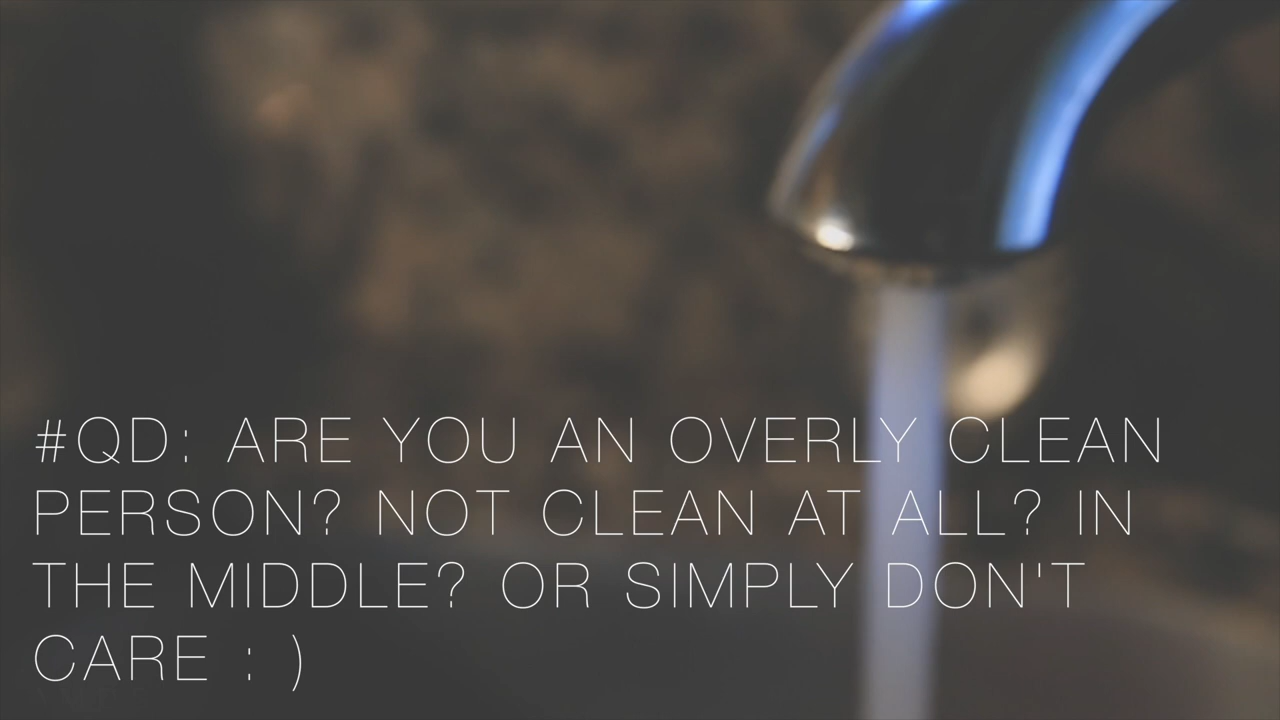 #QD: ARE YOU AN OVERLY CLEAN
PERSON? NOT CLEAN AT ALL? IN
THE MIDDLE? OR SIMPLY DON'T
CARE : )